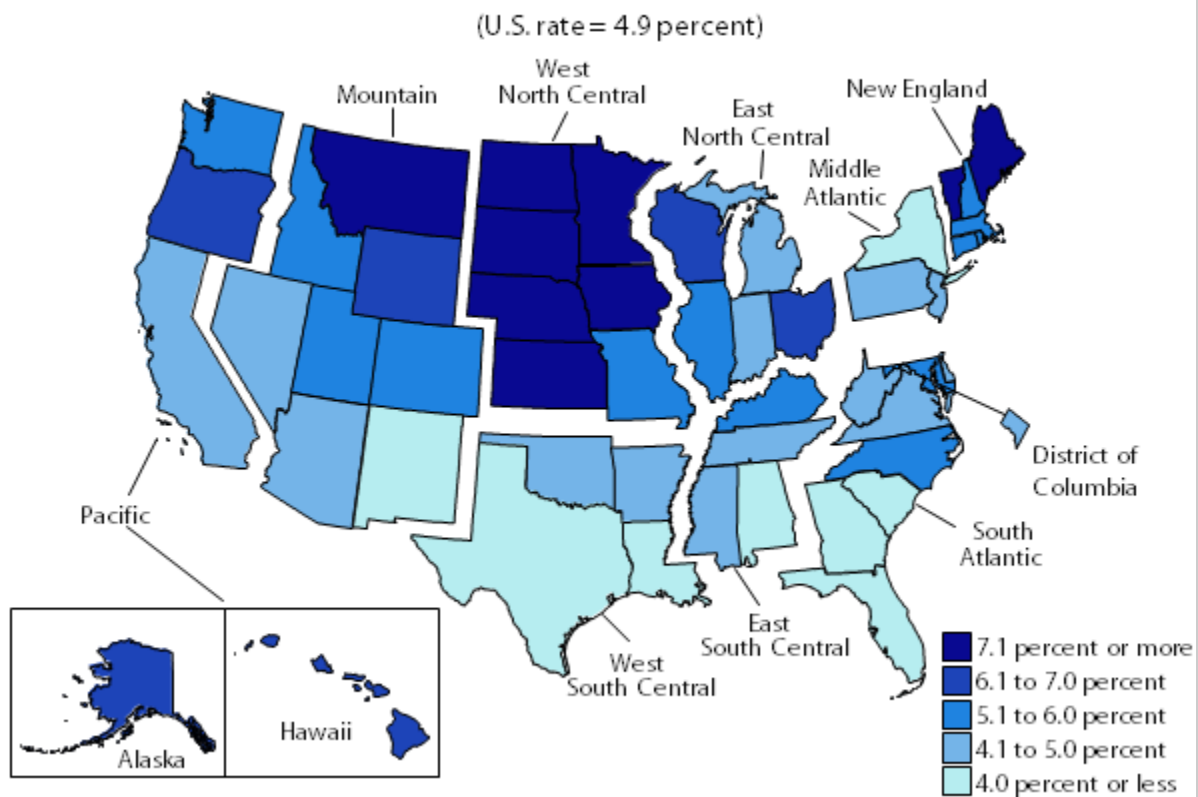 (U.S. rate = 4.9 percent)
West
North Central
Mountain
New England
East
North Central
Middle
Atlantic
District of
Columbia
Pacific
South
Atlantic
East
South Central
West
South Central
Alaska
Hawaii
7.1 percent or more
6.1 to 7.0 percent
5.1 to 6.0 percent
4.1 to 5.0 percent
4.0 percent or less